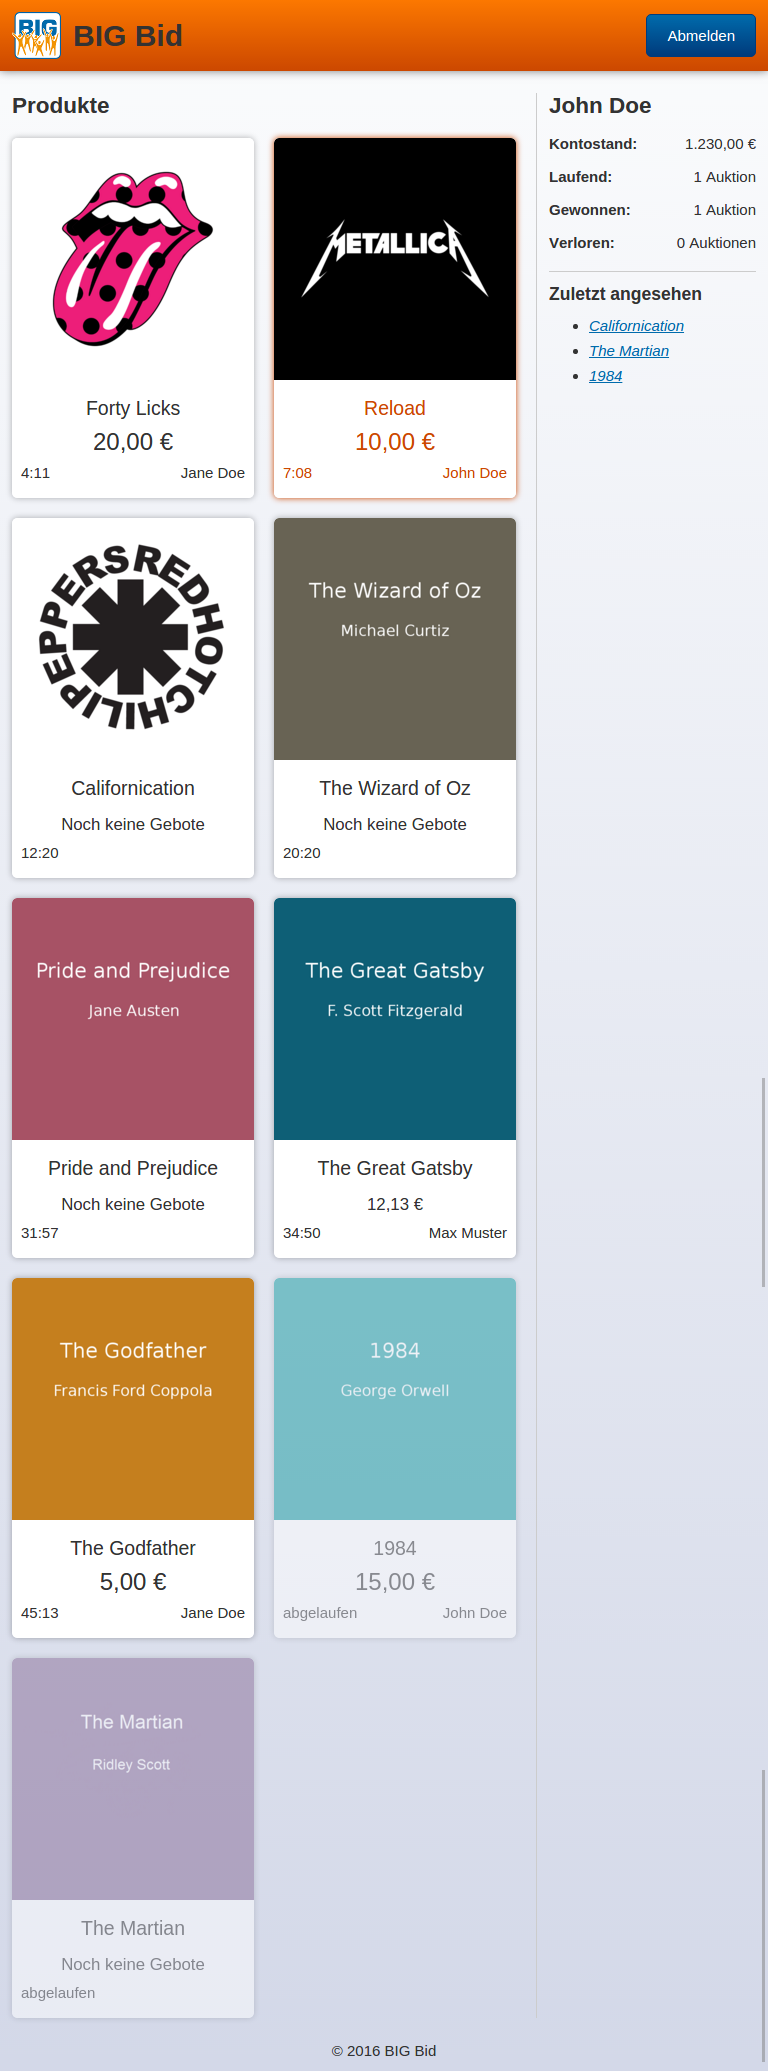 BIG
BIG Bid
Abmelden
Produkte
METALLICA
Forty Licks
20,00 €
4:11 Jane Doe
Reload
10,00 €
7:08 John Doe
RED HOT CHILI PEPPERS
Californication
Noch keine Gebote
12:20
The Wizard of Oz
Michael Curtiz
The Wizard of Oz
Noch keine Gebote
20:20
Pride and Prejudice
Jane Austen
Pride and Prejudice
Noch keine Gebote
31:57
The Great Gatsby
F. Scott Fitzgerald
The Great Gatsby
12,13 €
34:50 Max Muster
The Godfather
Francis Ford Coppola
The Godfather
5,00 €
45:13 Jane Doe
1984
George Orwell
1984
15,00 €
abgelaufen John Doe
The Martian
Ridley Scott
The Martian
Noch keine Gebote
abgelaufen
John Doe
Kontostand: 1.230,00 €
Laufend: 1 Auktion
Gewonnen: 1 Auktion
Verloren: 0 Auktionen
Zuletzt angesehen
Californication
The Martian
1984
© 2016 BIG Bid